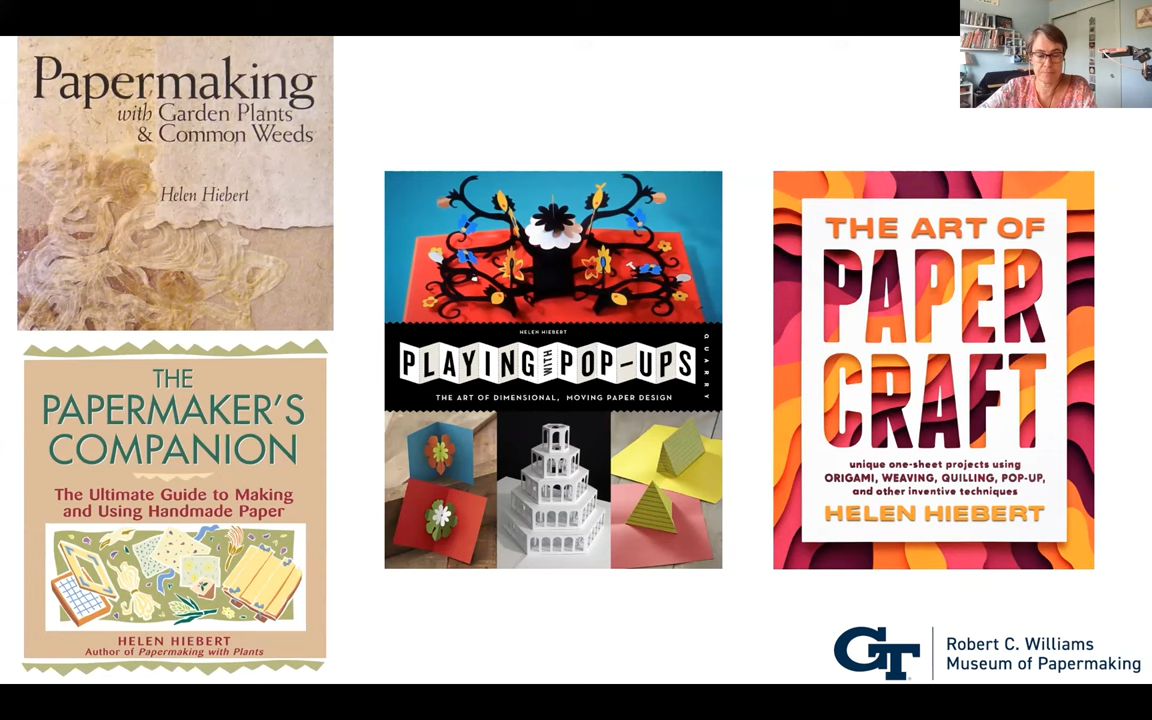 Papermaking
with Garden Plants
& Common Weeds
Helen Hiebert
THE
PAPERMAKER'S
COMPANION
The Ultimate Guide to Making
and Using Handmade Paper
HELEN HIEBERT
Author of Papermaking with Plants
HELEN HIEBERT
PLAYING WITH POP-UPS
QUARRY
THE ART OF DIMENSIONAL, MOVING PAPER DESIGN
THE ART OF
PAPER
CRAFT
unique one-sheet projects using
ORIGAMI, WEAVING, QUILLING, POP-UP,
and other inventive techniques
HELEN HIEBERT
GT
Robert C. Williams
Museum of Papermaking